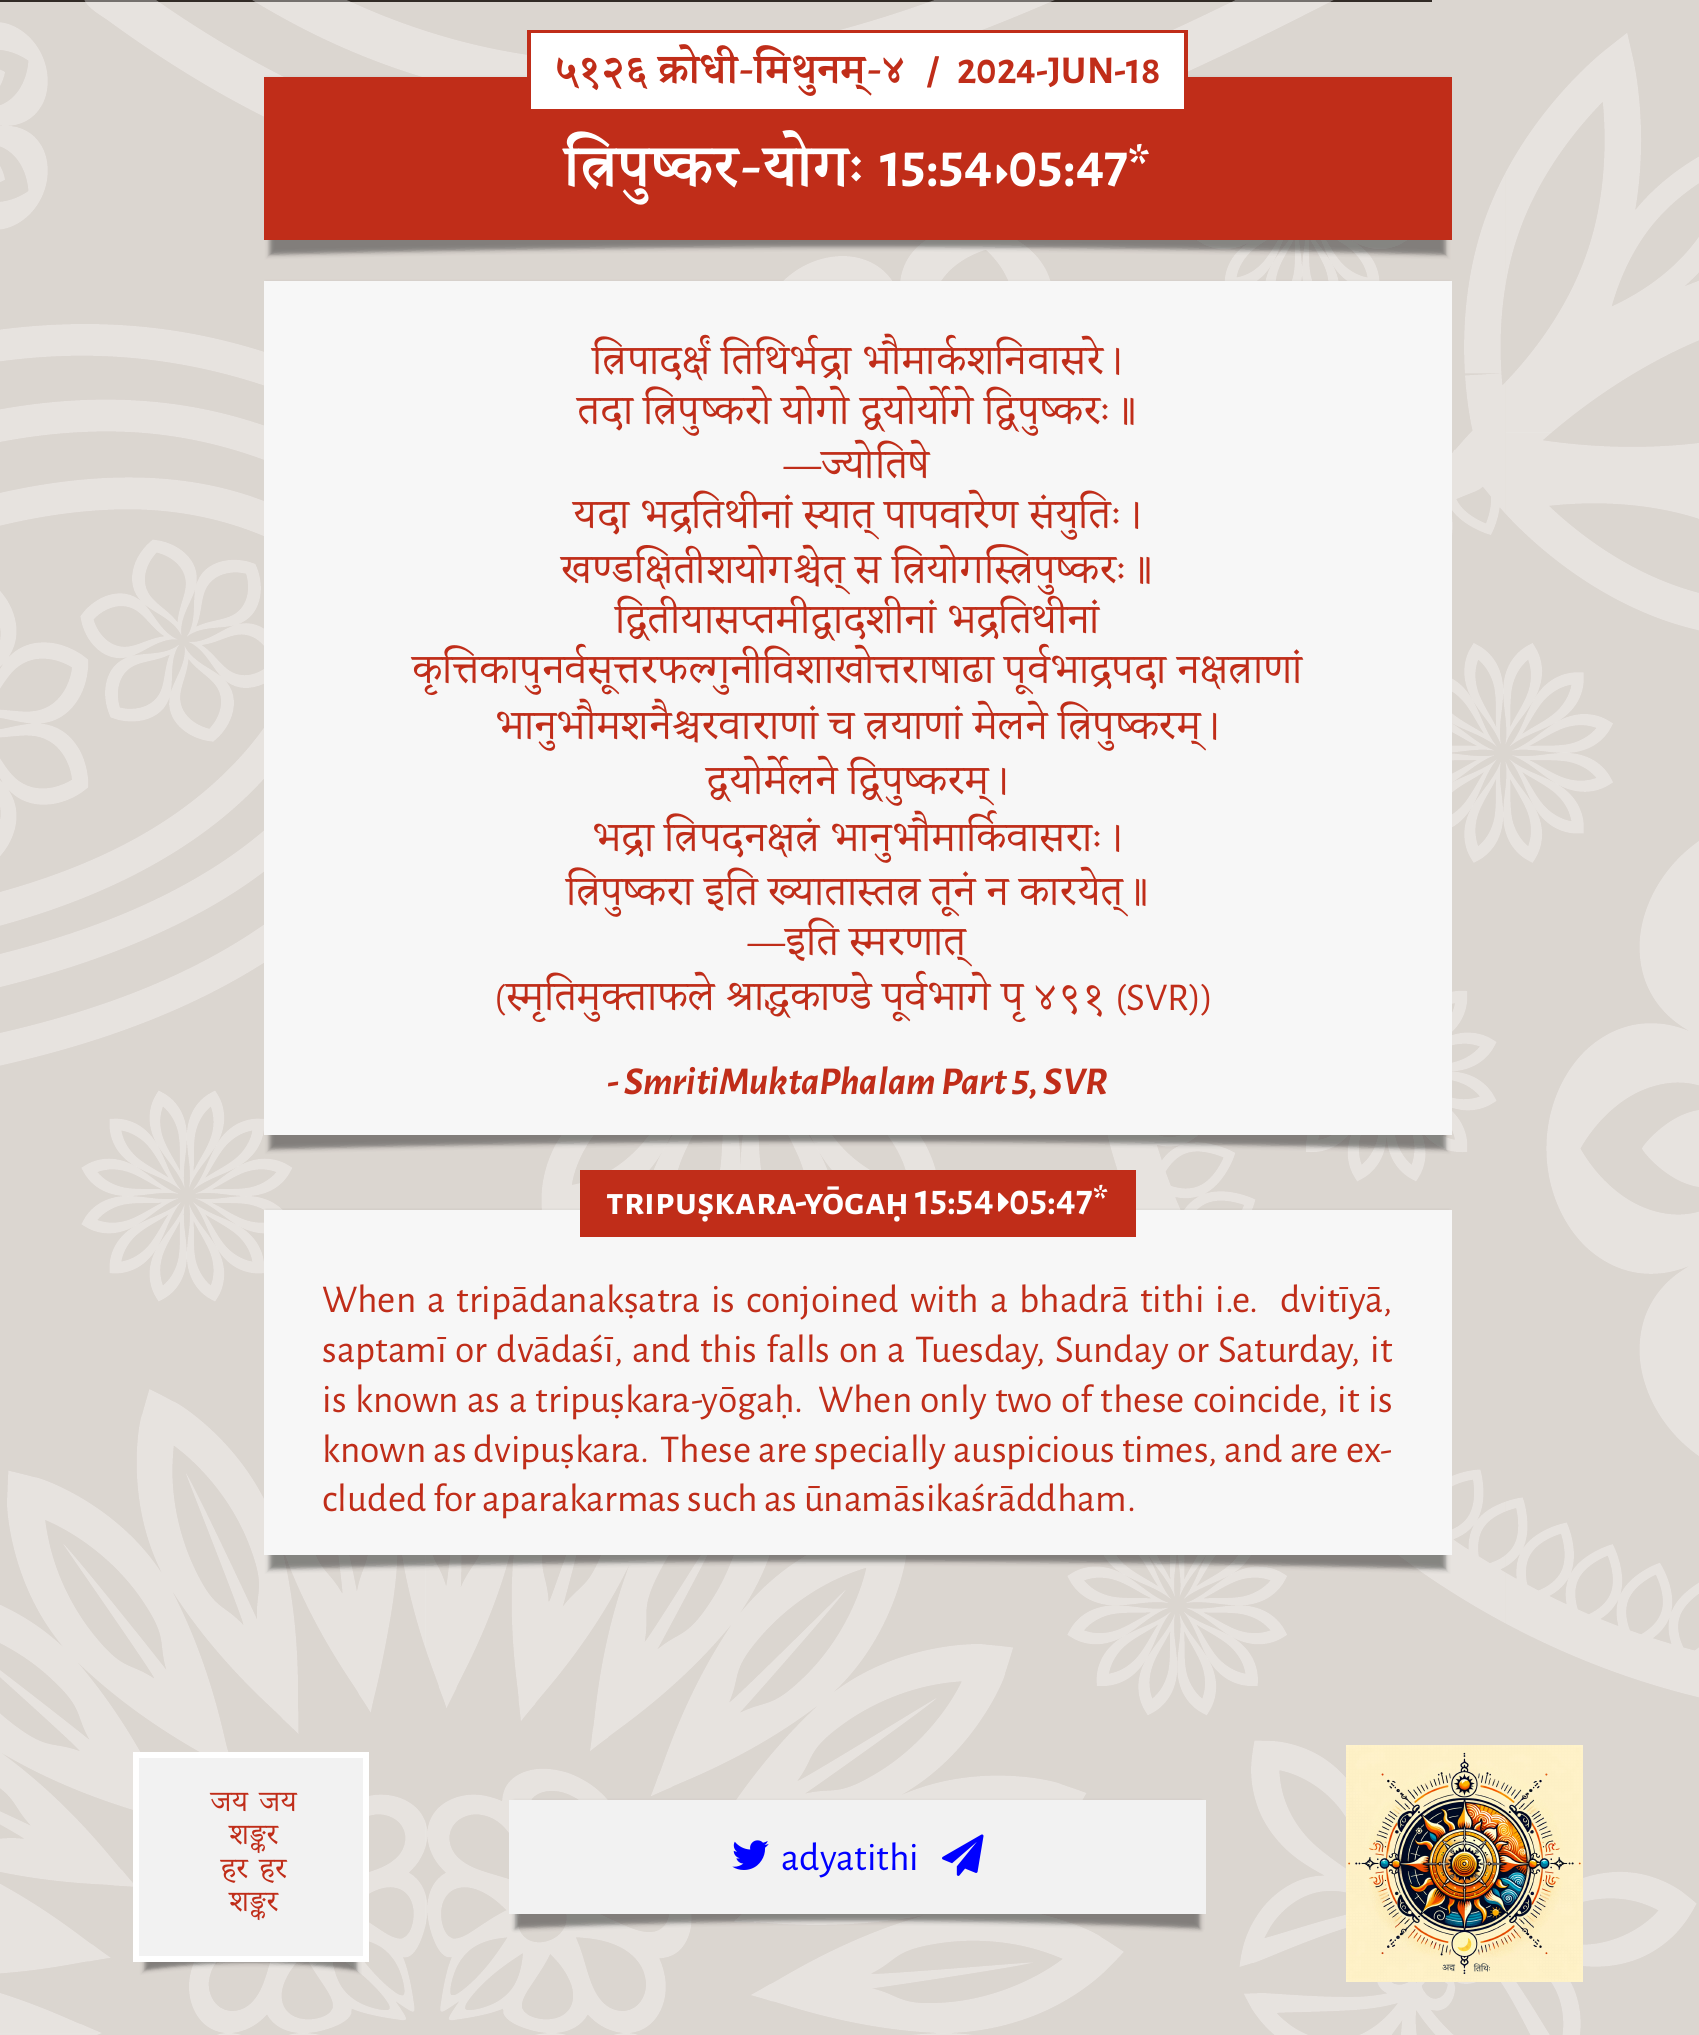 ५१२६ क्रोधी-मिथुनम्-४ / 2024-JUN-18
त्रिपुष्कर-योगः 15:54▸05:47*
त्रिपादर्क्षं तिथिर्भद्रा भौमार्कशनिवासरे।
तदा त्रिपुष्करो योगो द्वयोर्योगे द्विपुष्करः॥
—ज्योतिषे
यदा भद्रतिथीनां स्यात् पापवारेण संयुतिः।
खण्डक्षितीशयोगश्चेत् स त्रियोगस्त्रिपुष्करः॥
द्वितीयासप्तमीद्वादशीनां भद्रतिथीनां
कृत्तिकापुनर्वसूत्तरफल्गुनीविशाखोत्तराषाढा पूर्वभाद्रपदा नक्षत्राणां
भानुभौमशनैश्चरवाराणां च त्रयाणां मेलने त्रिपुष्करम्।
द्वयोर्मेलने द्विपुष्करम्।
भद्रा त्रिपदनक्षत्रं भानुभौमार्किवासराः।
त्रिपुष्करा इति ख्यातास्तत्र तूनं न कारयेत्॥
—इति स्मरणात्
(स्मृतिमुक्ताफले श्राद्धकाण्डे पूर्वभागे पृ ४९१ (SVR))
- SmritiMuktaPhalam Part 5, SVR
TRIPUṢKARA-YŌGAḤ 15:54▸05:47*
When a tripādanakṣatra is conjoined with a bhadrā tithi i.e. dvitīyā,
saptamī or dvādaśī, and this falls on a Tuesday, Sunday or Saturday, it
is known as a tripuṣkara-yōgaḥ. When only two of these coincide, it is
known as dvipuṣkara. These are specially auspicious times, and are ex-
cluded for aparakarmas such as ūnamāsikaśrāddham.
जय जय
शङ्कर
हर हर
शङ्कर
adyatithi
अद्य तिथिः